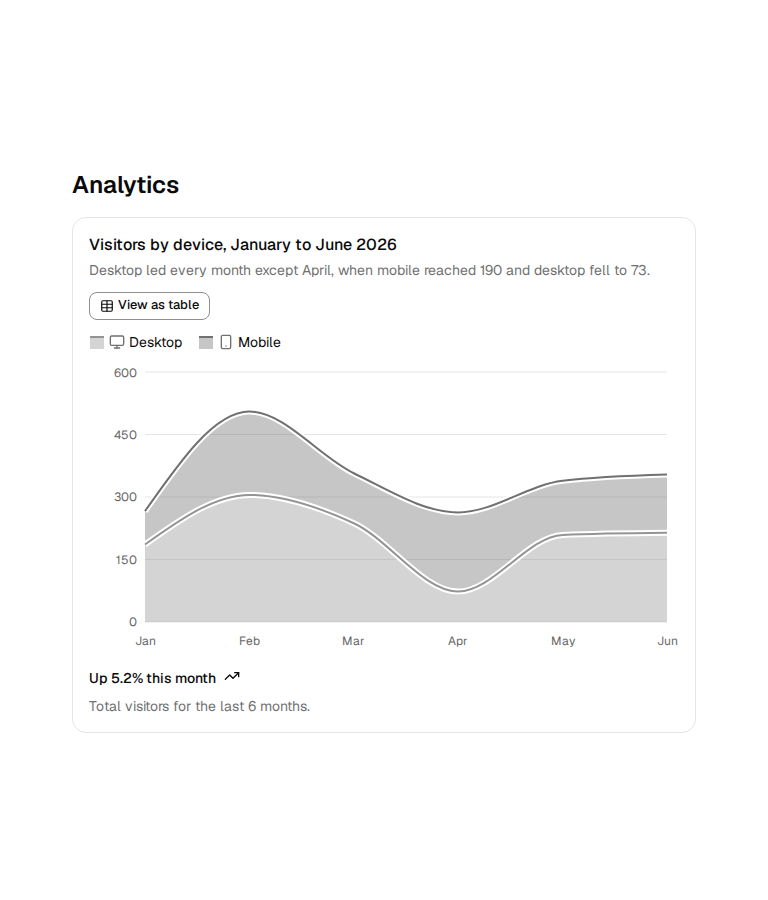 Analytics
Visitors by device, January to June 2026
Desktop led every month except April, when mobile reached 190 and desktop fell to 73.
View as table
Desktop Mobile
600
450
300
150
0
Jan Feb Mar Apr May Jun
Up 5.2% this month
Total visitors for the last 6 months.